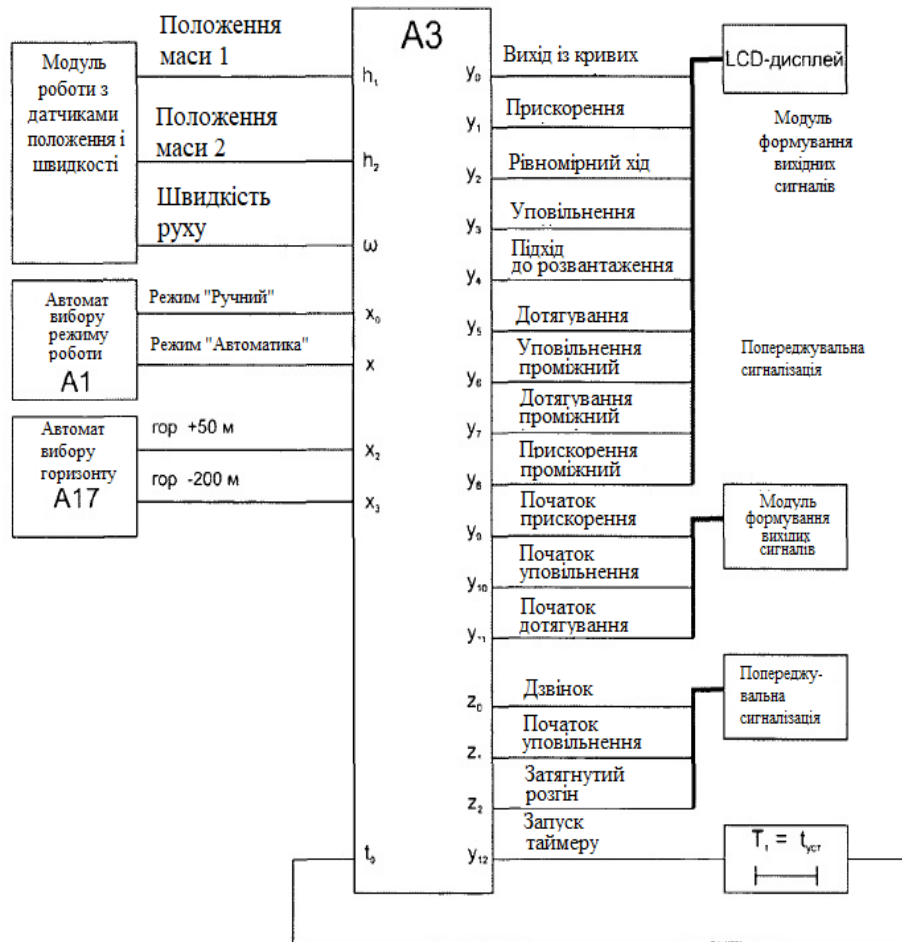 Модуль
роботи з
датчиками
положення і
швидкості
Положення
маси 1
Положення
маси 2
Швидкість
руху
Автомат
вибору
режиму
роботи
A1
Режим "Ручний"
Режим "Автоматика"
Автомат
вибору
горизонту
A17
гор +50 м
гор -200 м
A3
h₁
h₂
ω
x₀
x
x₂
x₃
t₀
y₀
y₁
y₂
y₃
y₄
y₅
y₆
y₇
y₈
y₉
y₁₀
y₁₁
z₀
z₁
z₂
y₁₂
Вихід із кривих
Прискорення
Рівномірний хід
Уповільнення
Підхід
до розвантаження
Дотягування
Уповільнення
проміжний
Дотягування
проміжний
Прискорення
проміжний
Початок
прискорення
Початок
уповільнення
Початок
дотягування
Дзвінок
Початок
уповільнення
Затягнутий
розгін
Запуск
таймеру
LCD-дисплей
Модуль
формування
вихідних
сигналів
Попереджувальна
сигналізація
Модуль
формування
вихідих
сигналів
Попереджу-
вальна
сигналізація
T₁ = tуст